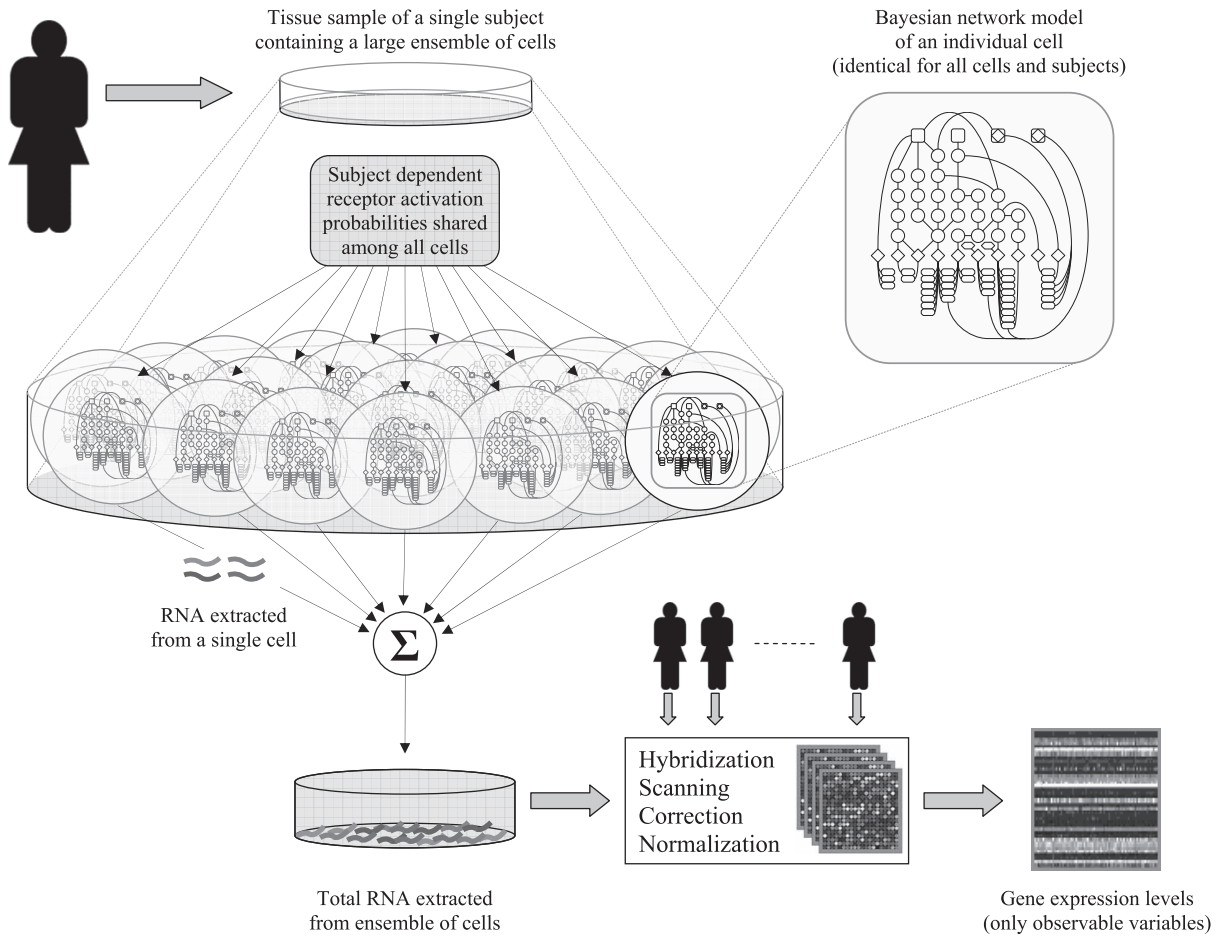 Tissue sample of a single subject
containing a large ensemble of cells
Bayesian network model
of an individual cell
(identical for all cells and subjects)
Subject dependent
receptor activation
probabilities shared
among all cells
RNA extracted
from a single cell
Σ
Hybridization
Scanning
Correction
Normalization
Total RNA extracted
from ensemble of cells
Gene expression levels
(only observable variables)